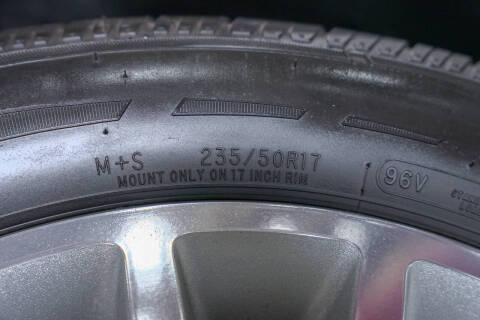 M+S 235/50R17
MOUNT ONLY ON 17 INCH RIM
96V